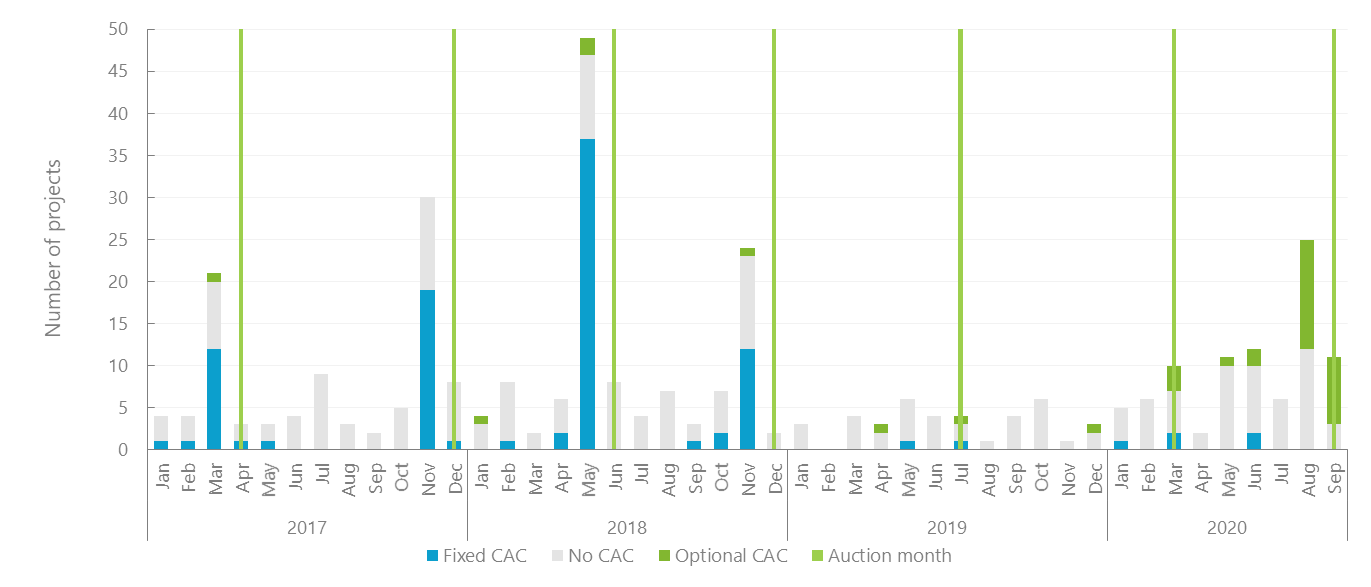 50
45
40
35
30
25
20
15
10
5
0
Number of projects
Jan Feb Mar Apr May Jun Jul Aug Sep Oct Nov Dec Jan Feb Mar Apr May Jun Jul Aug Sep Oct Nov Dec Jan Feb Mar Apr May Jun Jul Aug Sep Oct Nov Dec Jan Feb Mar Apr May Jun Jul Aug Sep
2017 2018 2019 2020
Fixed CAC No CAC Optional CAC Auction month